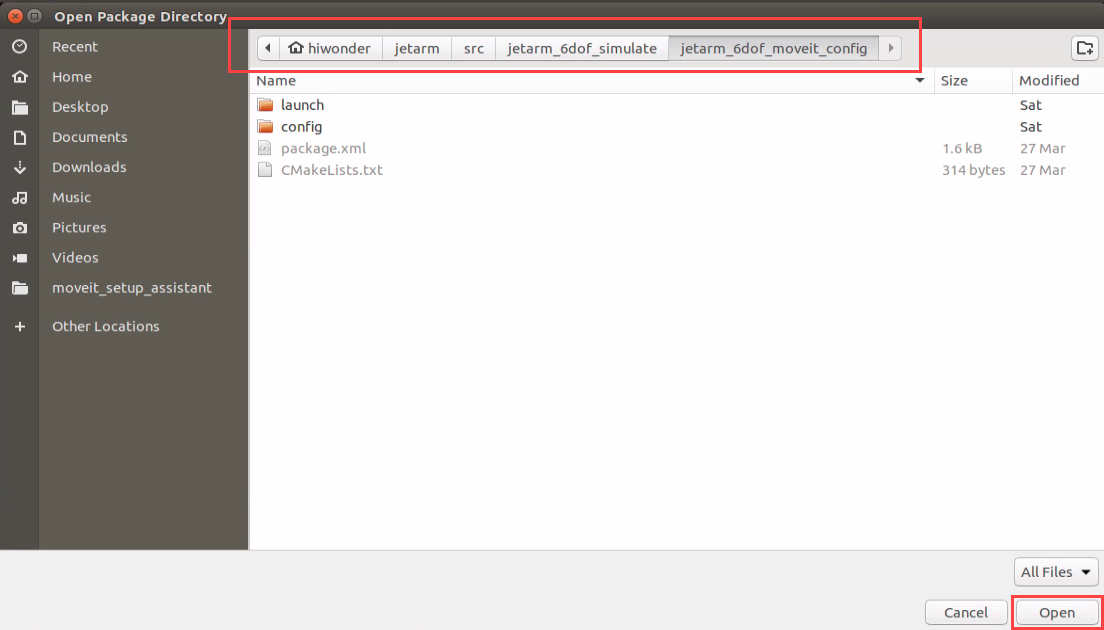 Open Package Directory
Recent
Home
Desktop
Documents
Downloads
Music
Pictures
Videos
moveit_setup_assistant
Other Locations
hiwonder jetarm src jetarm_6dof_simulate jetarm_6dof_moveit_config
Name Size Modified
launch Sat
config Sat
package.xml 1.6 kB 27 Mar
CMakeLists.txt 314 bytes 27 Mar
All Files
Cancel Open